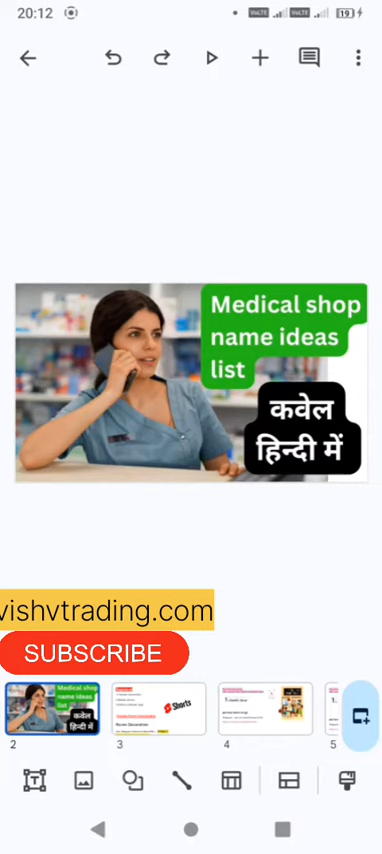 20:12
VoLTE VoLTE 19
Medical shop
name ideas
list
कवेल
हिन्दी में
vishvtrading.com
SUBSCRIBE
Medical shop
name ideas
list
कवेल
हिन्दी में
Shorts
2
3
4
5
1.